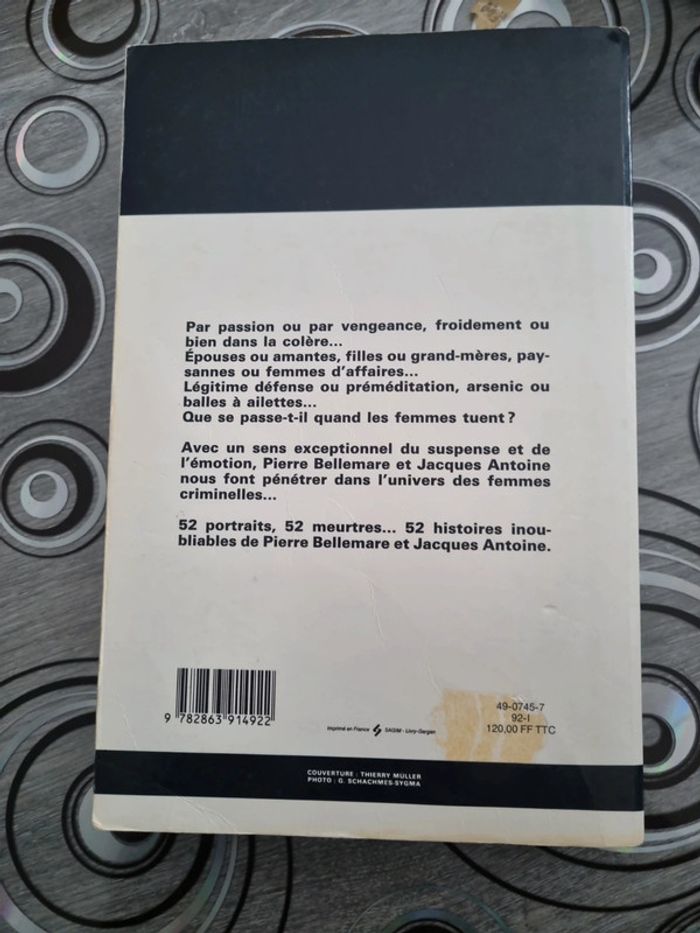 Par passion ou par vengeance, froidement ou
bien dans la colère...
Épouses ou amantes, filles ou grand-mères, pay-
sannes ou femmes d'affaires...
Légitime défense ou préméditation, arsenic ou
balles à ailettes...
Que se passe-t-il quand les femmes tuent ?
Avec un sens exceptionnel du suspense et de
l'émotion, Pierre Bellemare et Jacques Antoine
nous font pénétrer dans l'univers des femmes
criminelles...
52 portraits, 52 meurtres... 52 histoires inou-
bliables de Pierre Bellemare et Jacques Antoine.
9 782863 914922
Imprimé en France SAGIM - Livry-Gargan
49-0745-7
92-I
120,00 FF TTC
COUVERTURE : THIERRY MULLER
PHOTO : G. SCHACHMES-SYGMA